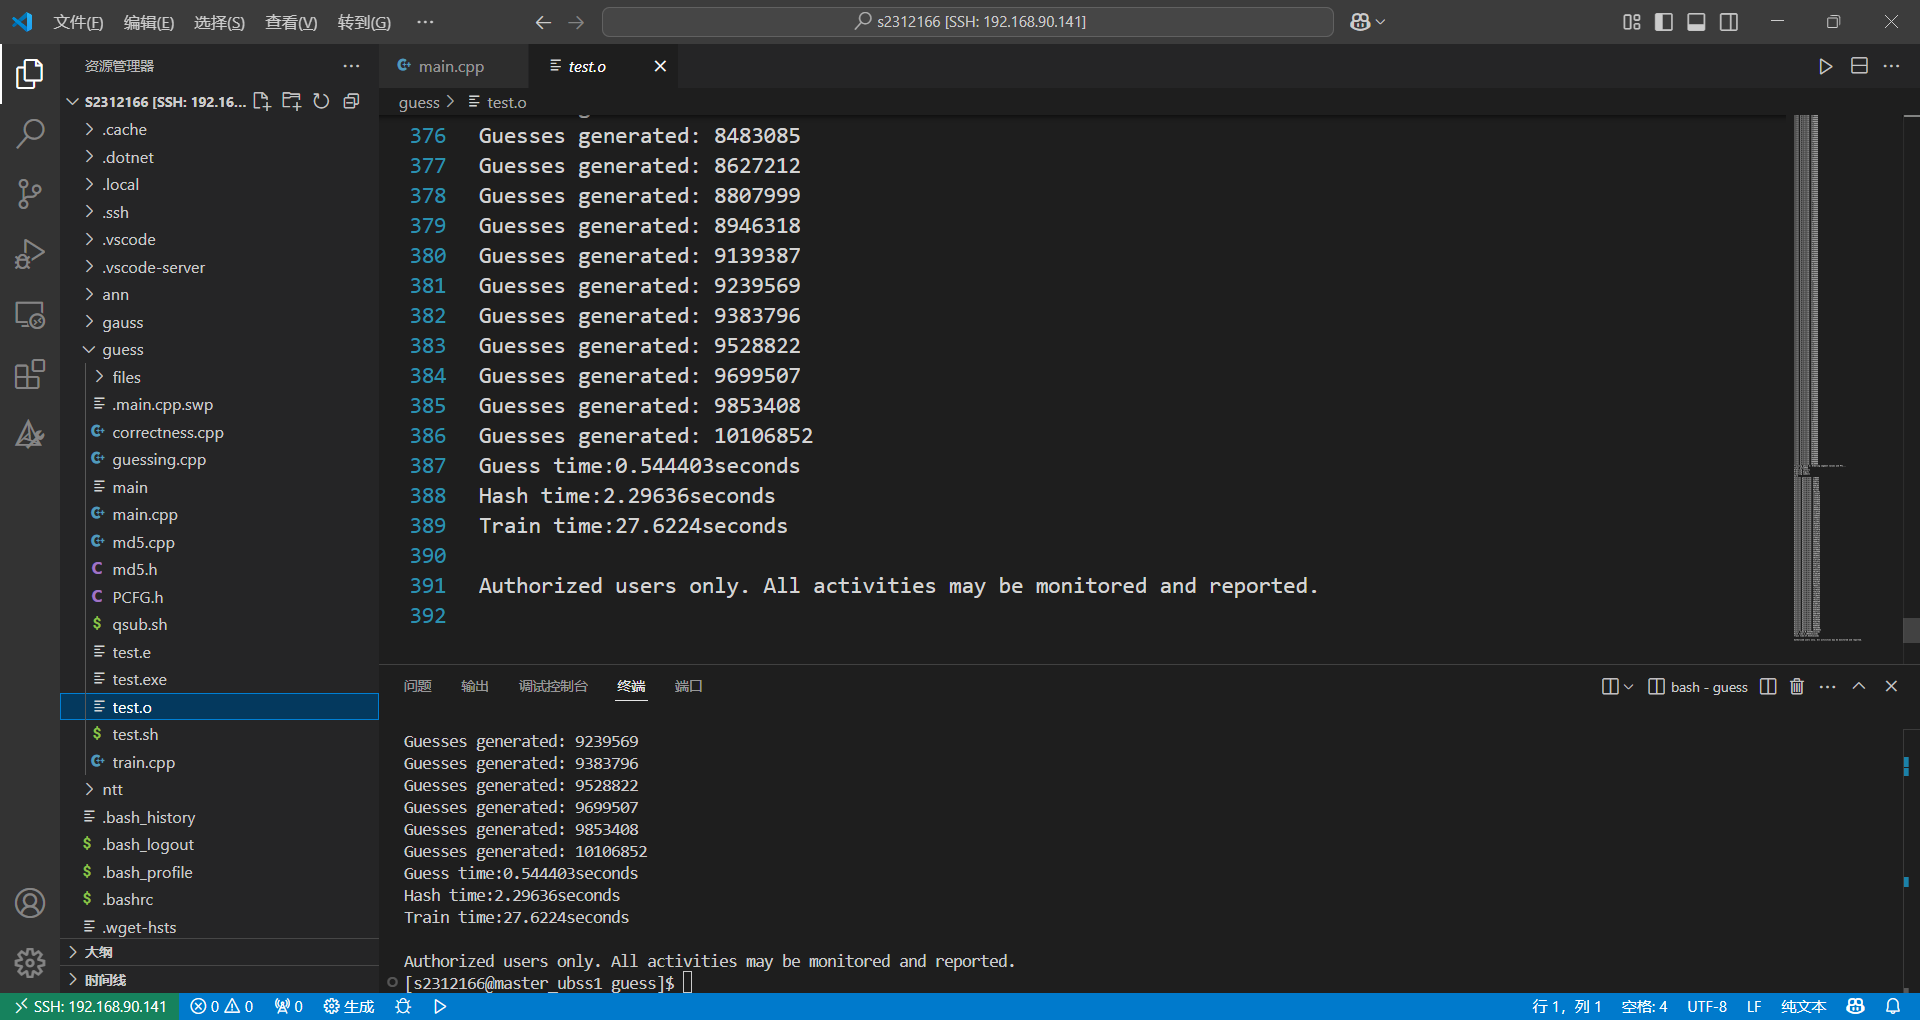 文件(F) 编辑(E) 选择(S) 查看(V) 转到(G) ··· s2312166 [SSH: 192.168.90.141]
资源管理器
S2312166 [SSH: 192.16...
.cache
.dotnet
.local
.ssh
.vscode
.vscode-server
ann
gauss
guess
files
.main.cpp.swp
correctness.cpp
guessing.cpp
main
main.cpp
md5.cpp
md5.h
PCFG.h
qsub.sh
test.e
test.exe
test.o
test.sh
train.cpp
ntt
.bash_history
.bash_logout
.bash_profile
.bashrc
.wget-hsts
大纲
时间线
main.cpp test.o
guess > test.o
376 Guesses generated: 8483085
377 Guesses generated: 8627212
378 Guesses generated: 8807999
379 Guesses generated: 8946318
380 Guesses generated: 9139387
381 Guesses generated: 9239569
382 Guesses generated: 9383796
383 Guesses generated: 9528822
384 Guesses generated: 9699507
385 Guesses generated: 9853408
386 Guesses generated: 10106852
387 Guess time:0.544403seconds
388 Hash time:2.29636seconds
389 Train time:27.6224seconds
390
391 Authorized users only. All activities may be monitored and reported.
392
问题 输出 调试控制台 终端 端口 bash - guess
Guesses generated: 9239569
Guesses generated: 9383796
Guesses generated: 9528822
Guesses generated: 9699507
Guesses generated: 9853408
Guesses generated: 10106852
Guess time:0.544403seconds
Hash time:2.29636seconds
Train time:27.6224seconds
Authorized users only. All activities may be monitored and reported.
[s2312166@master_ubss1 guess]$
SSH: 192.168.90.141 0 0 0 生成 行 1，列 1 空格: 4 UTF-8 LF 纯文本